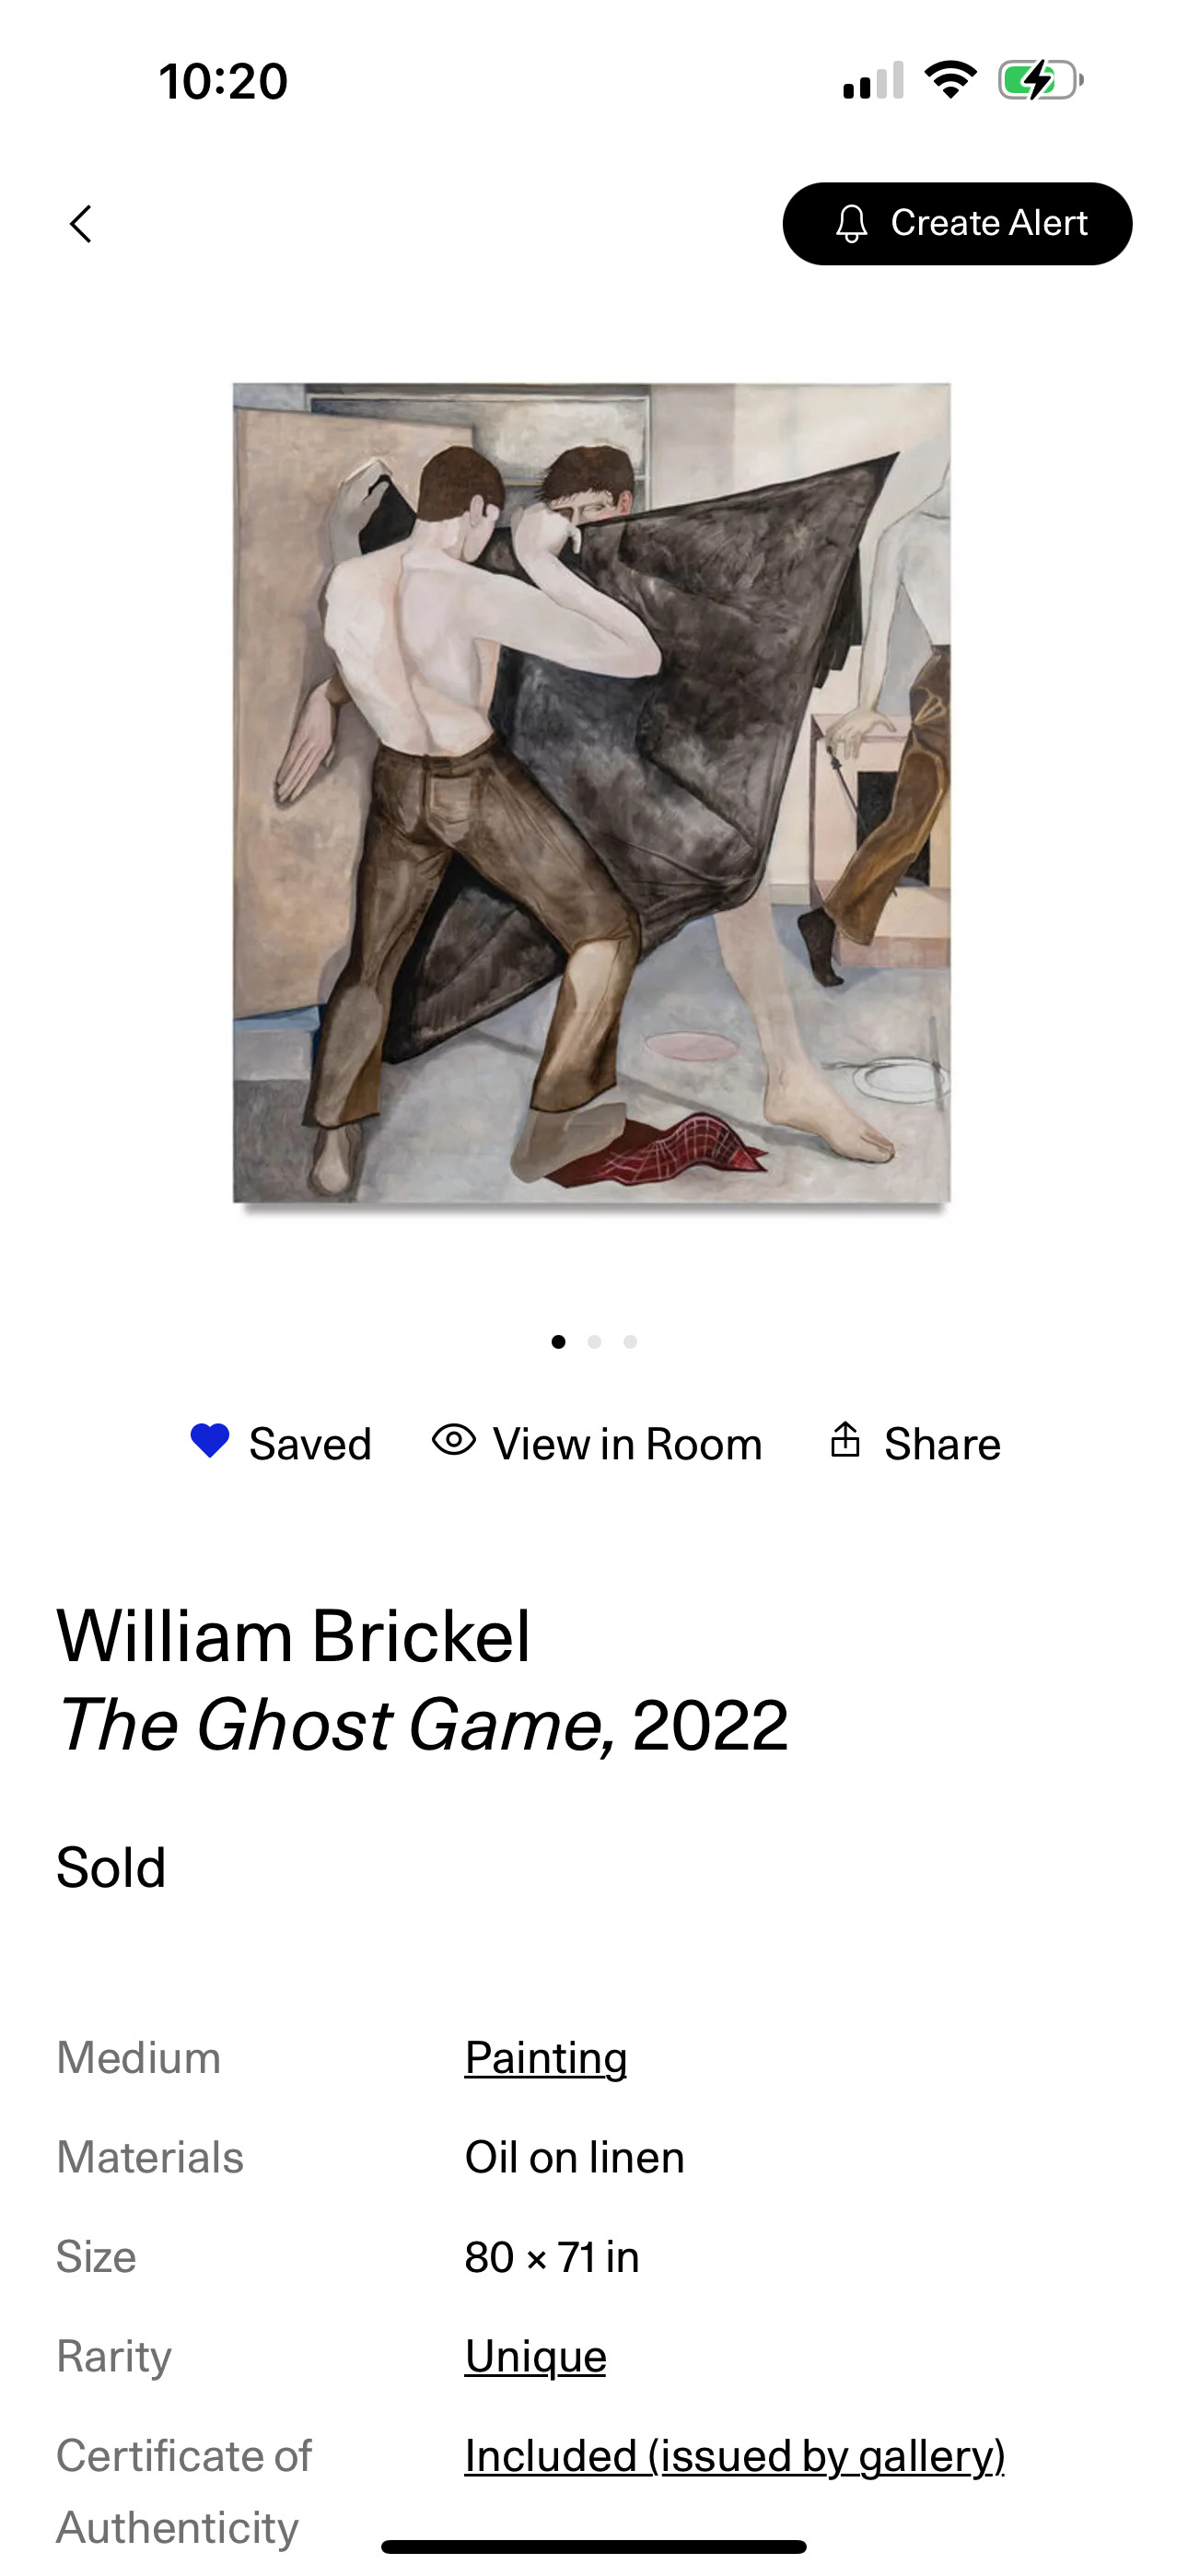 10:20
Create Alert
Saved View in Room Share
William Brickel
The Ghost Game, 2022
Sold
Medium Painting
Materials Oil on linen
Size 80 × 71 in
Rarity Unique
Certificate of Included (issued by gallery)
Authenticity